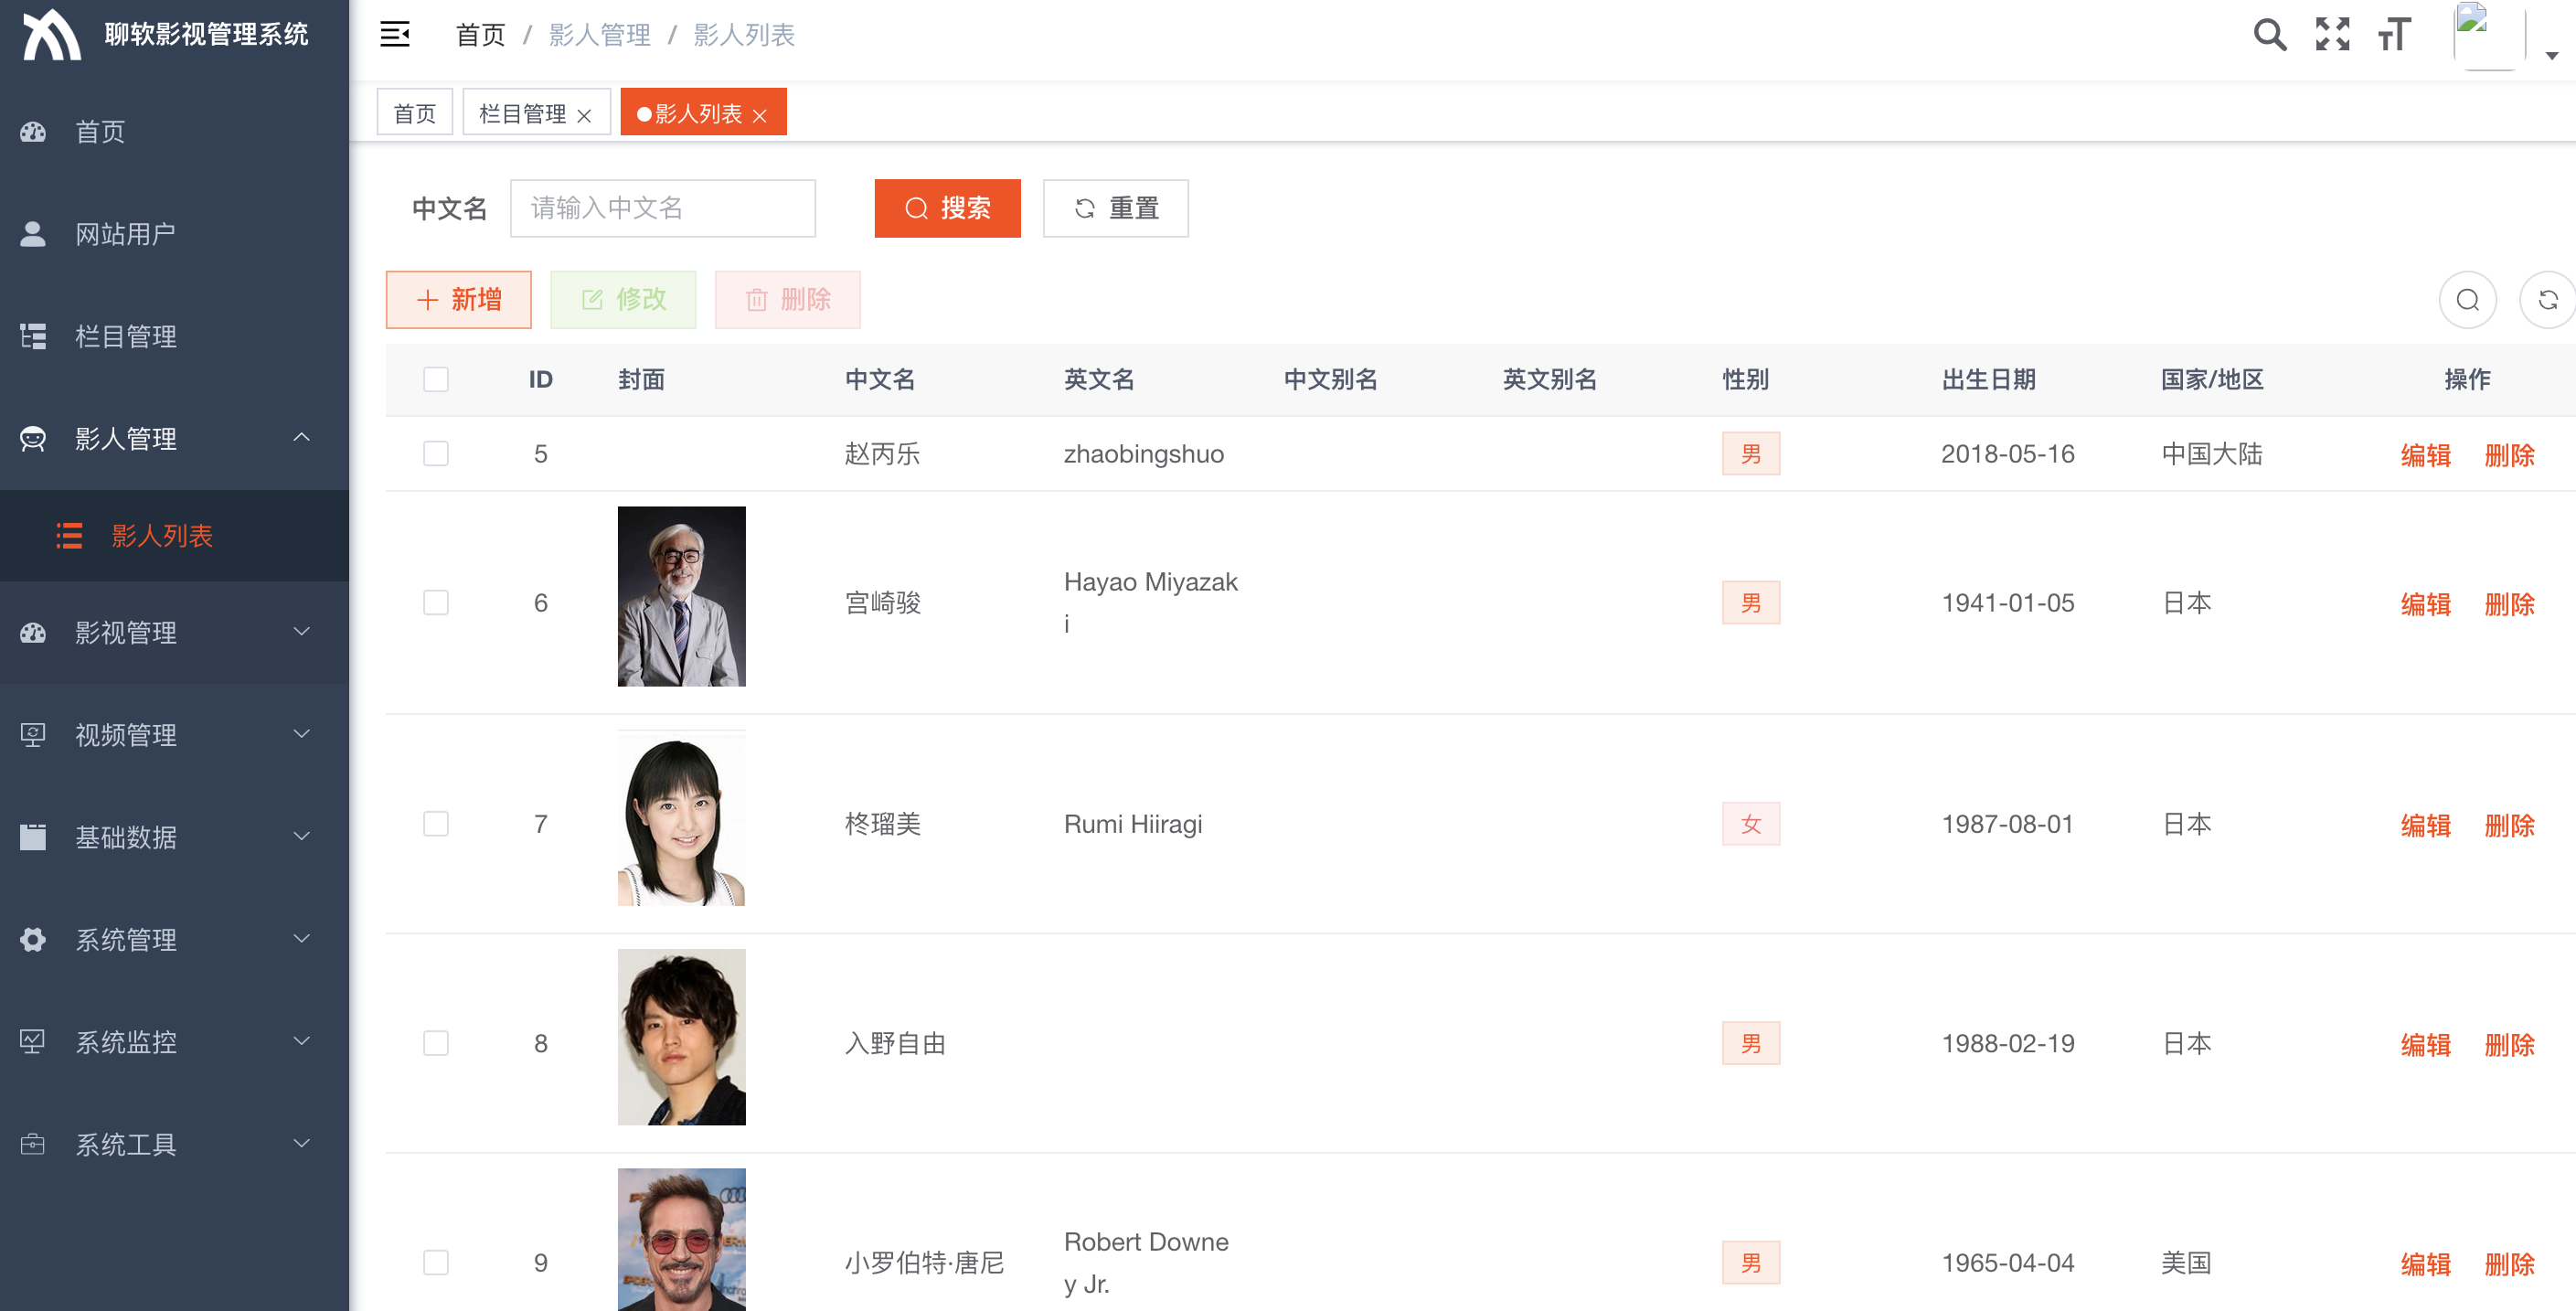 聊软影视管理系统
首页 / 影人管理 / 影人列表
首页
栏目管理
影人列表
首页
网站用户
栏目管理
影人管理
影人列表
影视管理
视频管理
基础数据
系统管理
系统监控
系统工具
中文名 请输入中文名 搜索 重置
新增 修改 删除
ID 封面 中文名 英文名 中文别名 英文别名 性别 出生日期 国家/地区 操作
5 赵丙乐 zhaobingshuo 男 2018-05-16 中国大陆 编辑 删除
6 宫崎骏 Hayao Miyazak
i 男 1941-01-05 日本 编辑 删除
7 柊瑠美 Rumi Hiiragi 女 1987-08-01 日本 编辑 删除
8 入野自由 男 1988-02-19 日本 编辑 删除
9 小罗伯特·唐尼 Robert Downe
y Jr. 男 1965-04-04 美国 编辑 删除